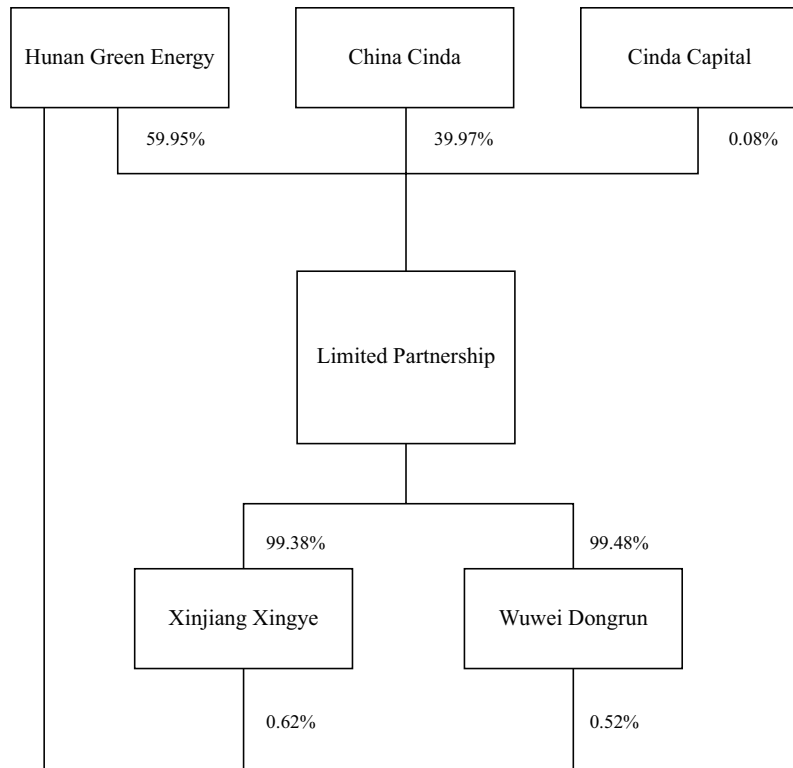 Hunan Green Energy
China Cinda
Cinda Capital
59.95%
39.97%
0.08%
Limited Partnership
99.38%
99.48%
Xinjiang Xingye
Wuwei Dongrun
0.62%
0.52%